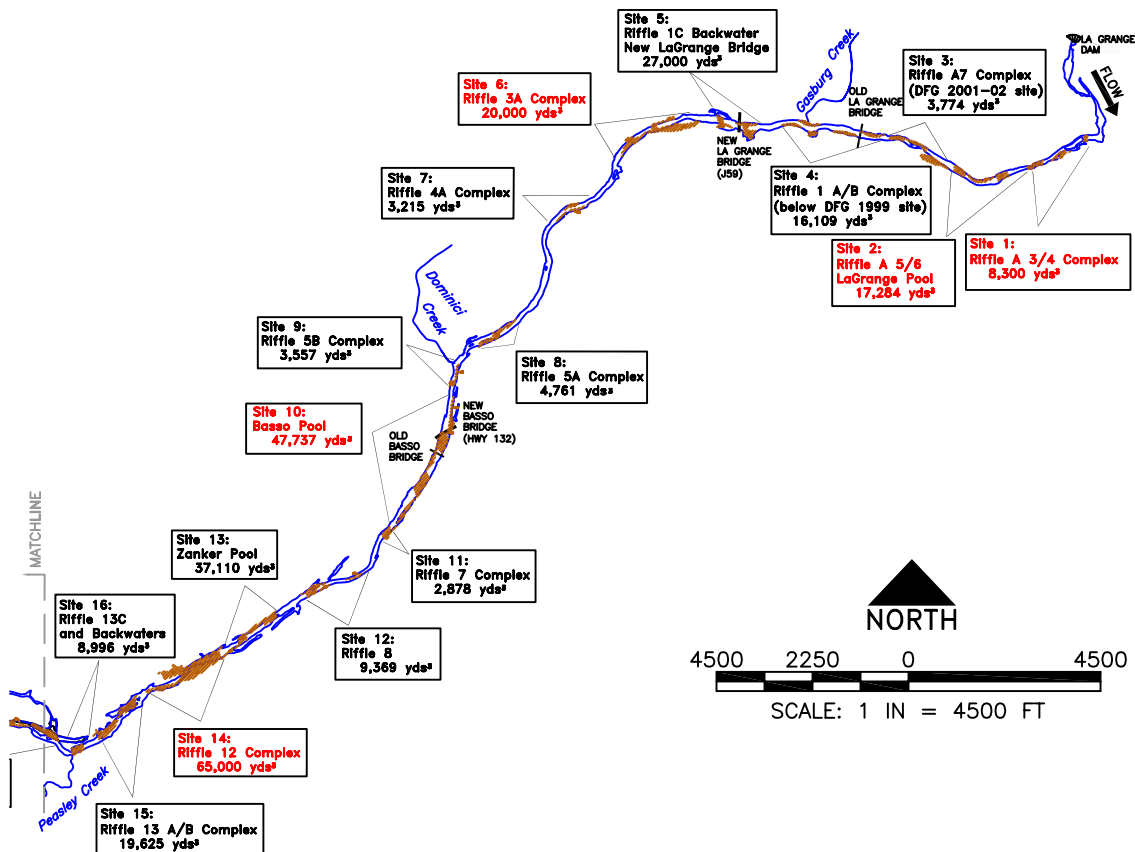 Site 5:
Riffle 1C Backwater
New LaGrange Bridge
27,000 yds³
Gasburg Creek
Site 3:
Riffle A7 Complex
(DFG 2001-02 site)
3,774 yds³
LA GRANGE
DAM
FLOW
Site 6:
Riffle 3A Complex
20,000 yds³
OLD
LA GRANGE
BRIDGE
NEW
LA GRANGE
BRIDGE
(J59)
Site 7:
Riffle 4A Complex
3,215 yds³
Site 4:
Riffle 1 A/B Complex
(below DFG 1999 site)
16,109 yds³
Site 2:
Riffle A 5/6
LaGrange Pool
17,284 yds³
Site 1:
Riffle A 3/4 Complex
8,300 yds³
Dominici
Creek
Site 9:
Riffle 5B Complex
3,557 yds³
Site 8:
Riffle 5A Complex
4,761 yds³
Site 10:
Basso Pool
47,737 yds³
NEW
BASSO
BRIDGE
(HWY 132)
OLD
BASSO
BRIDGE
MATCHLINE
Site 13:
Zanker Pool
37,110 yds³
Site 11:
Riffle 7 Complex
2,878 yds³
Site 16:
Riffle 13C
and Backwaters
8,996 yds³
Site 12:
Riffle 8
9,369 yds³
NORTH
4500 2250 0 4500
SCALE: 1 IN = 4500 FT
Site 14:
Riffle 12 Complex
65,000 yds³
Peasley Creek
Site 15:
Riffle 13 A/B Complex
19,625 yds³